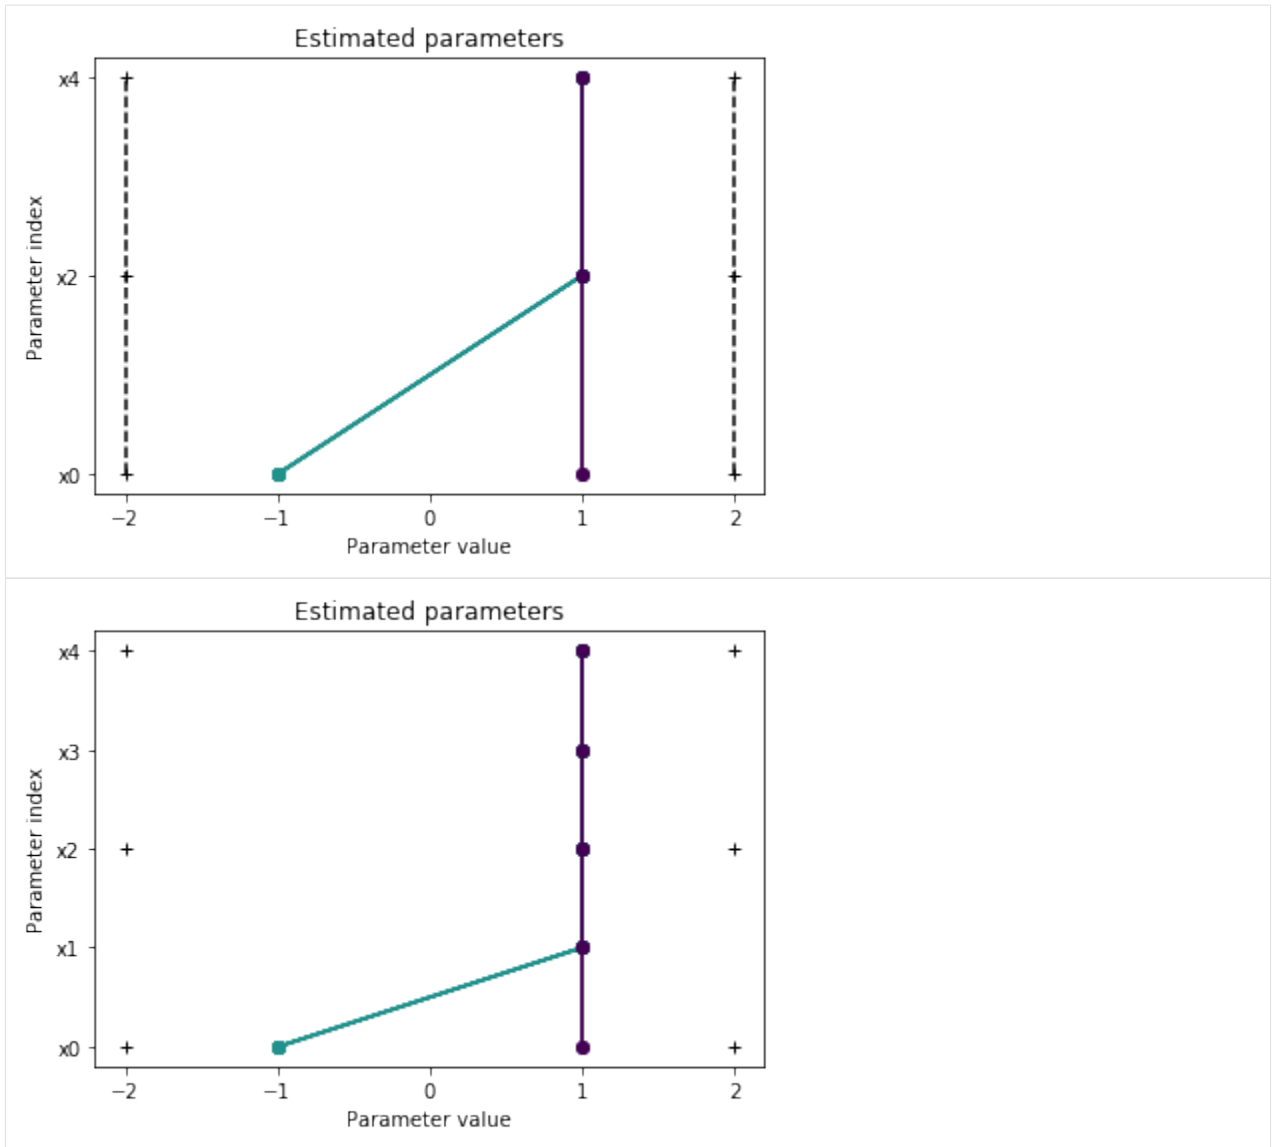 Estimated parameters
x4
x2
x0
Parameter index
−2 −1 0 1 2
Parameter value
Estimated parameters
x4
x3
x2
x1
x0
Parameter index
−2 −1 0 1 2
Parameter value